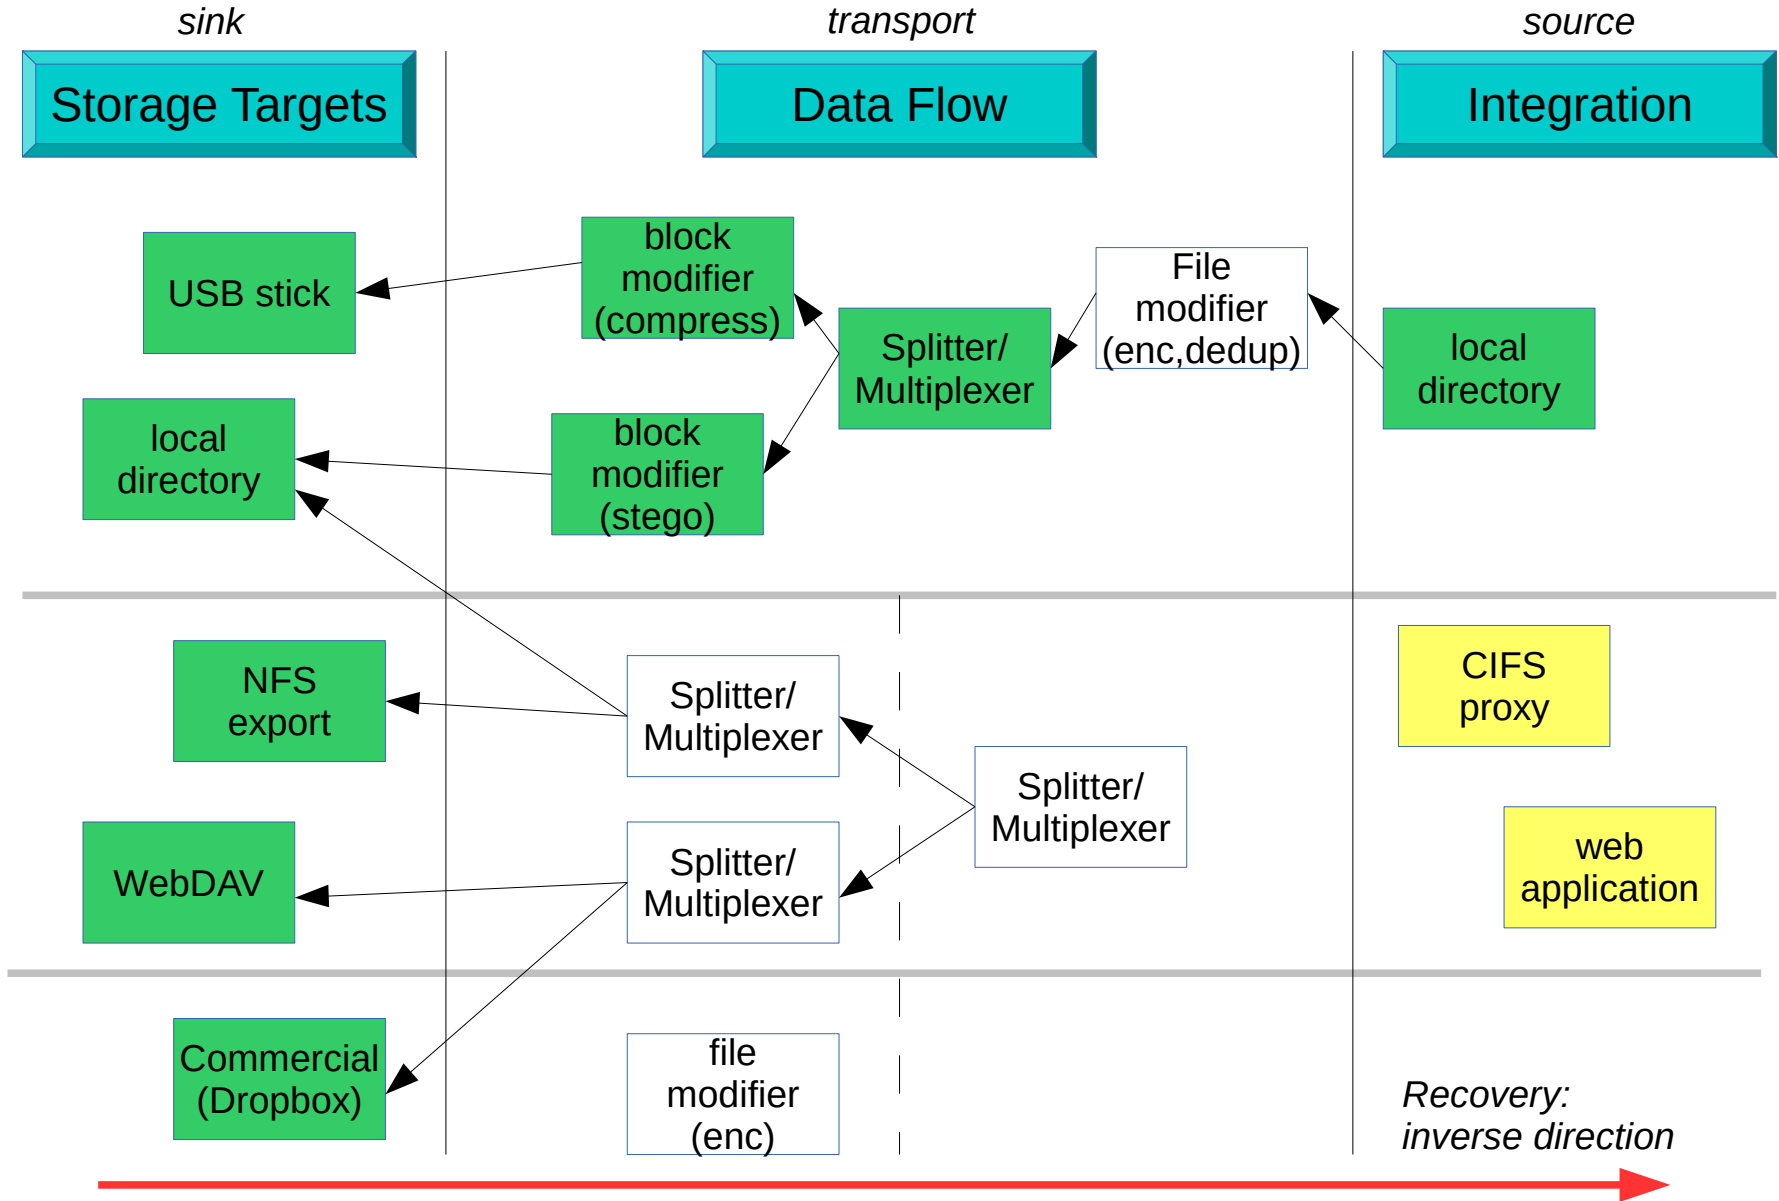 sink
transport
source
Storage Targets
Data Flow
Integration
USB stick
block
modifier
(compress)
File
modifier
(enc,dedup)
Splitter/
Multiplexer
local
directory
local
directory
block
modifier
(stego)
NFS
export
Splitter/
Multiplexer
CIFS
proxy
Splitter/
Multiplexer
WebDAV
Splitter/
Multiplexer
web
application
Commercial
(Dropbox)
file
modifier
(enc)
Recovery:
inverse direction